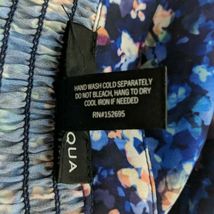 HAND WASH COLD SEPARATELY
DO NOT BLEACH, HANG TO DRY
COOL IRON IF NEEDED
RN#152695
QUA